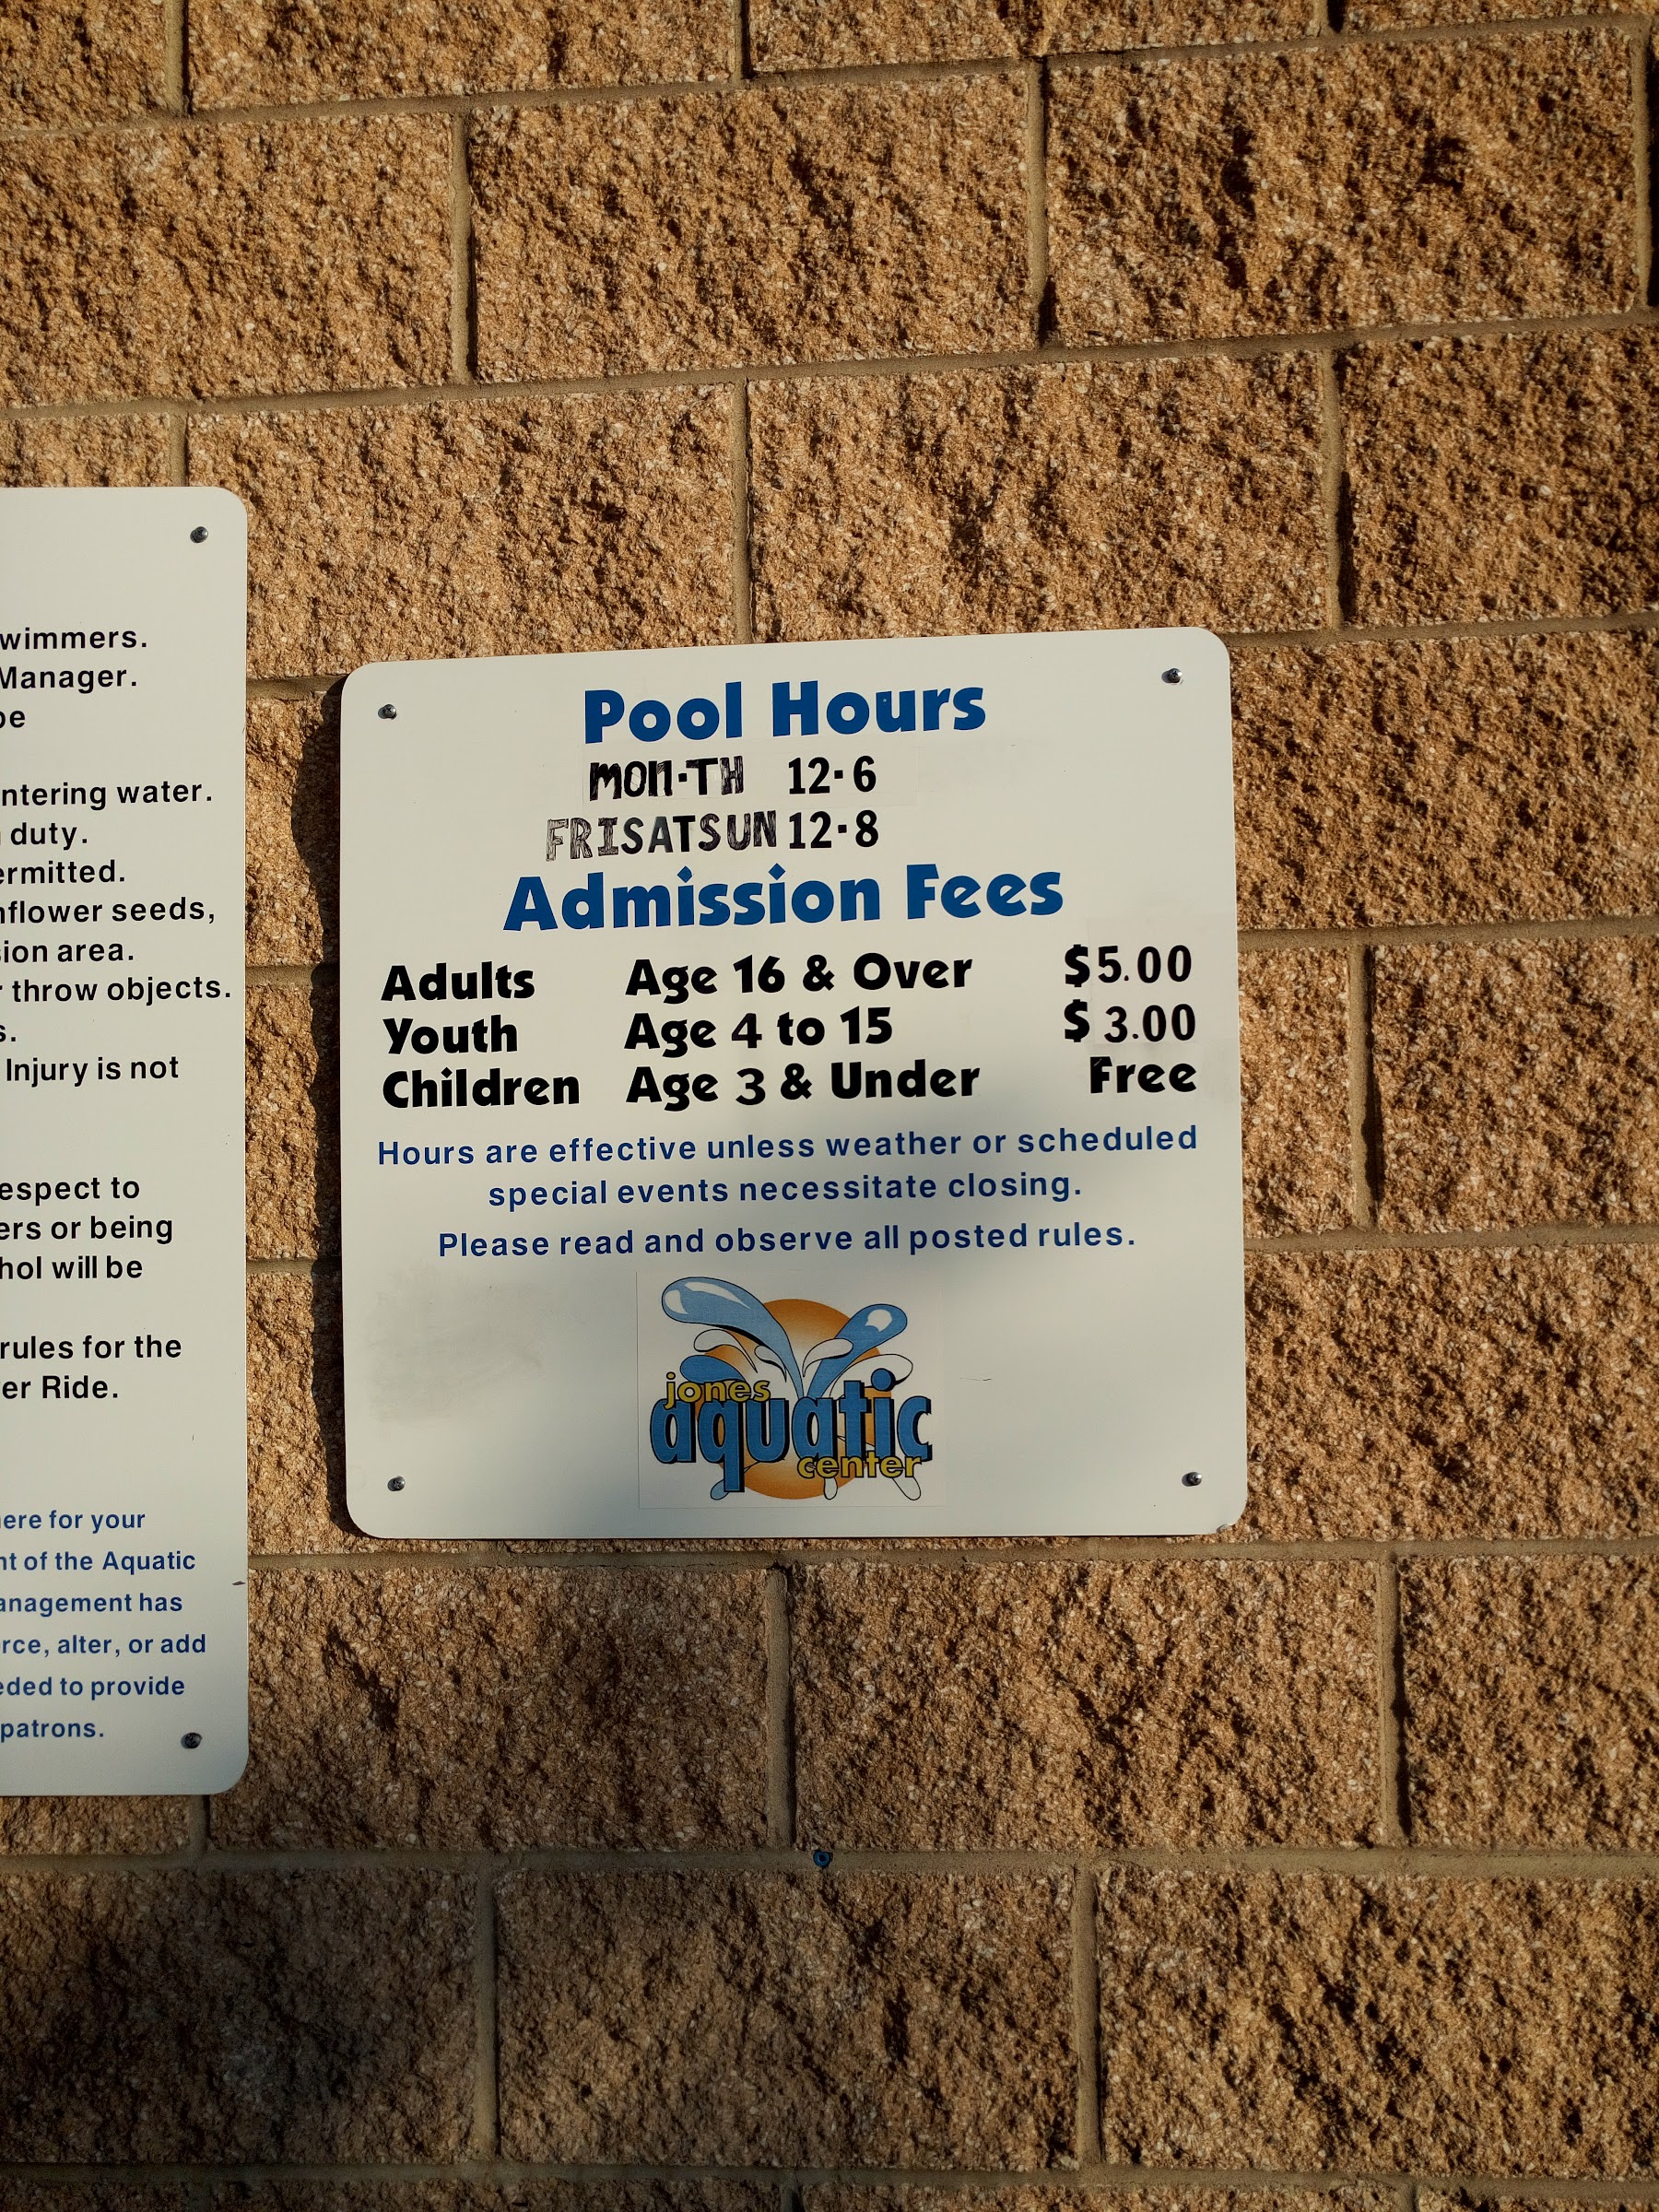 wimmers.
Manager.
ntering water.
duty.
ermitted.
nflower seeds,
sion area.
r throw objects.
s.
Injury is not
espect to
ers or being
hol will be
rules for the
er Ride.
here for your
nt of the Aquatic
anagement has
rce, alter, or add
eded to provide
patrons.
Pool Hours
MON·TH 12·6
FRISATSUN 12·8
Admission Fees
Adults Age 16 & Over $5.00
Youth Age 4 to 15 $3.00
Children Age 3 & Under Free
Hours are effective unless weather or scheduled
special events necessitate closing.
Please read and observe all posted rules.
jones
aquatic
center